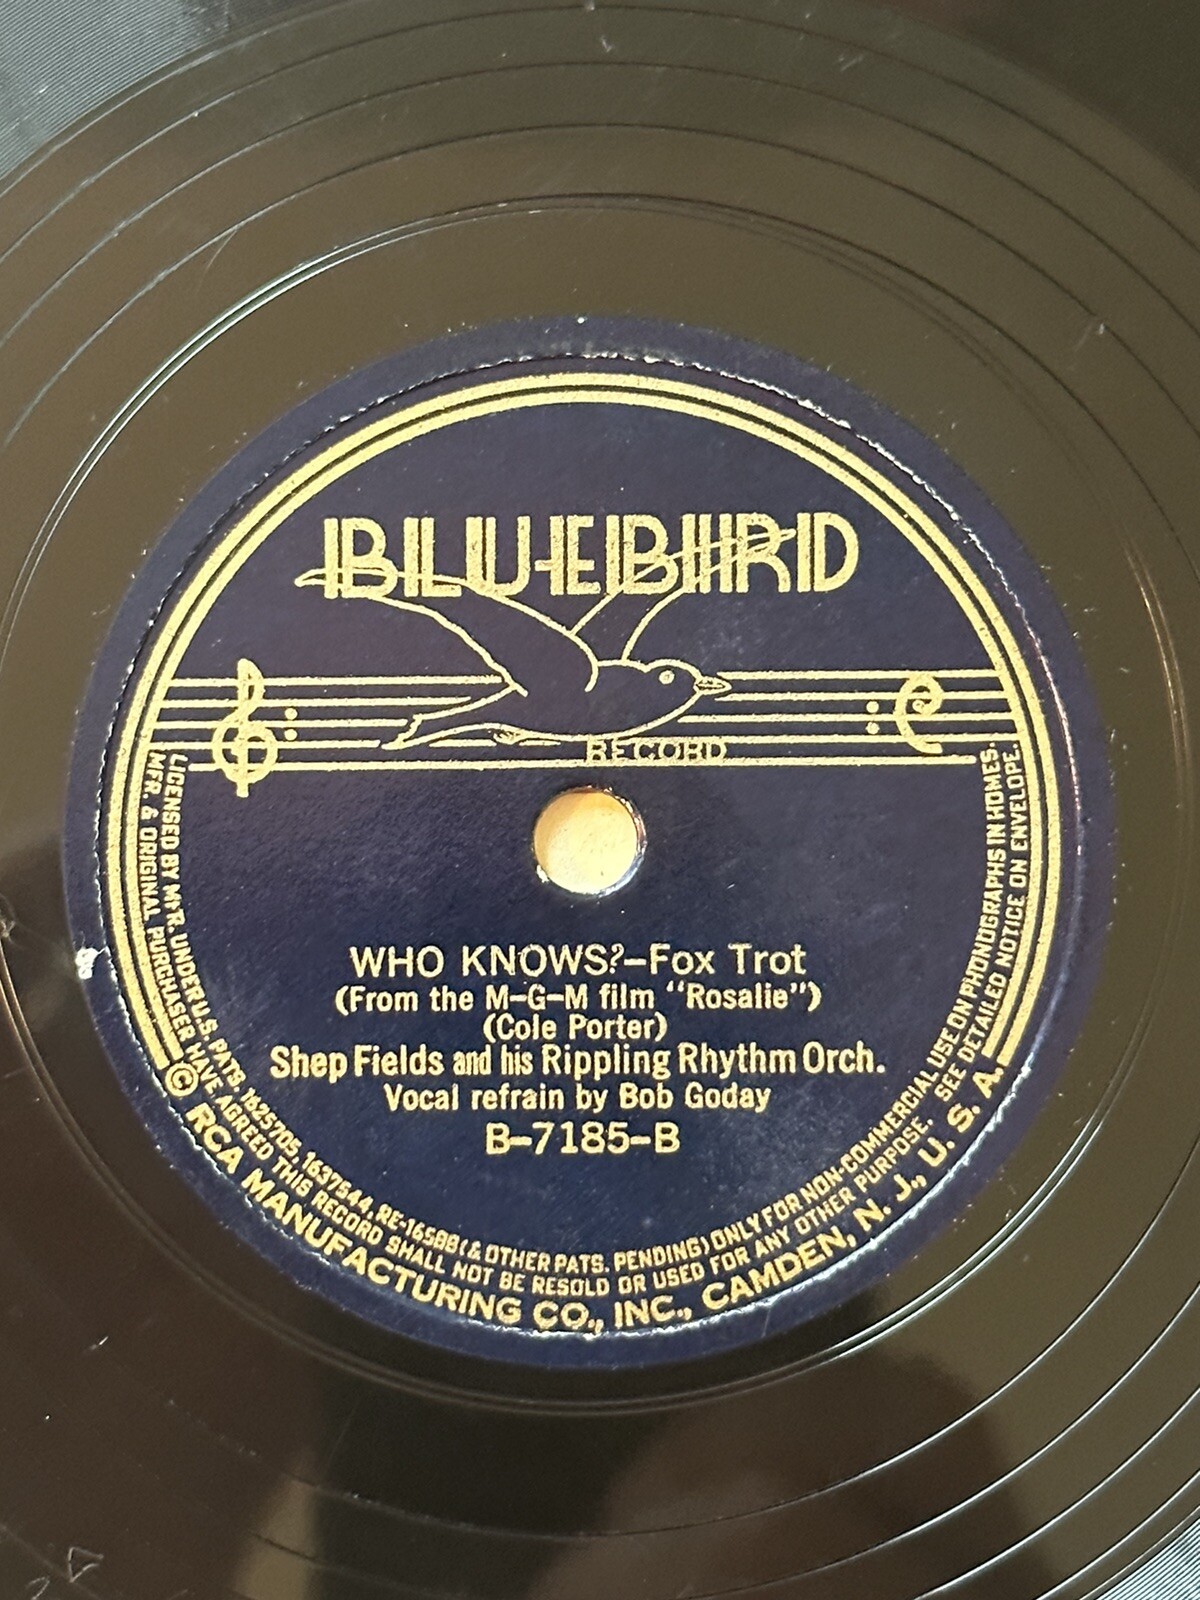 BLUEBIRD
RECORD
WHO KNOWS?–Fox Trot
(From the M–G–M film "Rosalie")
(Cole Porter)
Shep Fields and his Rippling Rhythm Orch.
Vocal refrain by Bob Goday
B–7185–B
LICENSED BY MFR. UNDER U.S. PATS. 1625705, 1637544, RE-16588 (& OTHER PATS. PENDING) ONLY FOR NON-COMMERCIAL USE ON PHONOGRAPHS IN HOMES.
MFR. & ORIGINAL PURCHASER HAVE AGREED THIS RECORD SHALL NOT BE RESOLD OR USED FOR ANY OTHER PURPOSE. SEE DETAILED NOTICE ON ENVELOPE.
© RCA MANUFACTURING CO., INC., CAMDEN, N. J., U. S. A.